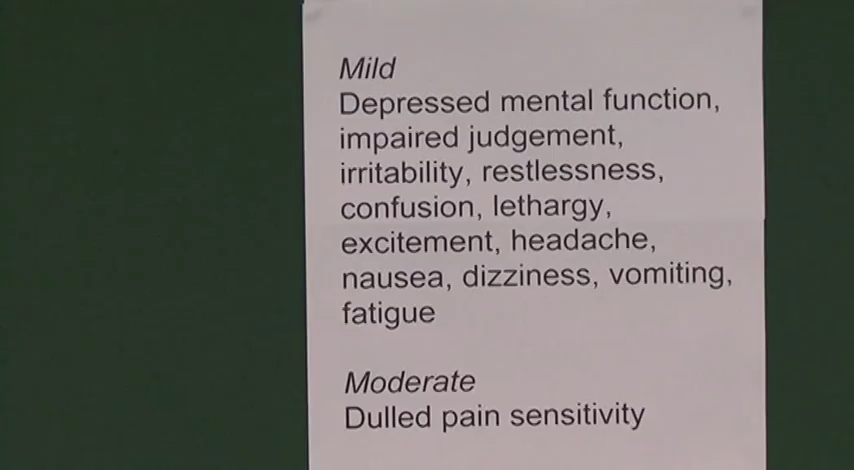 Mild
Depressed mental function,
impaired judgement,
irritability, restlessness,
confusion, lethargy,
excitement, headache,
nausea, dizziness, vomiting,
fatigue
Moderate
Dulled pain sensitivity